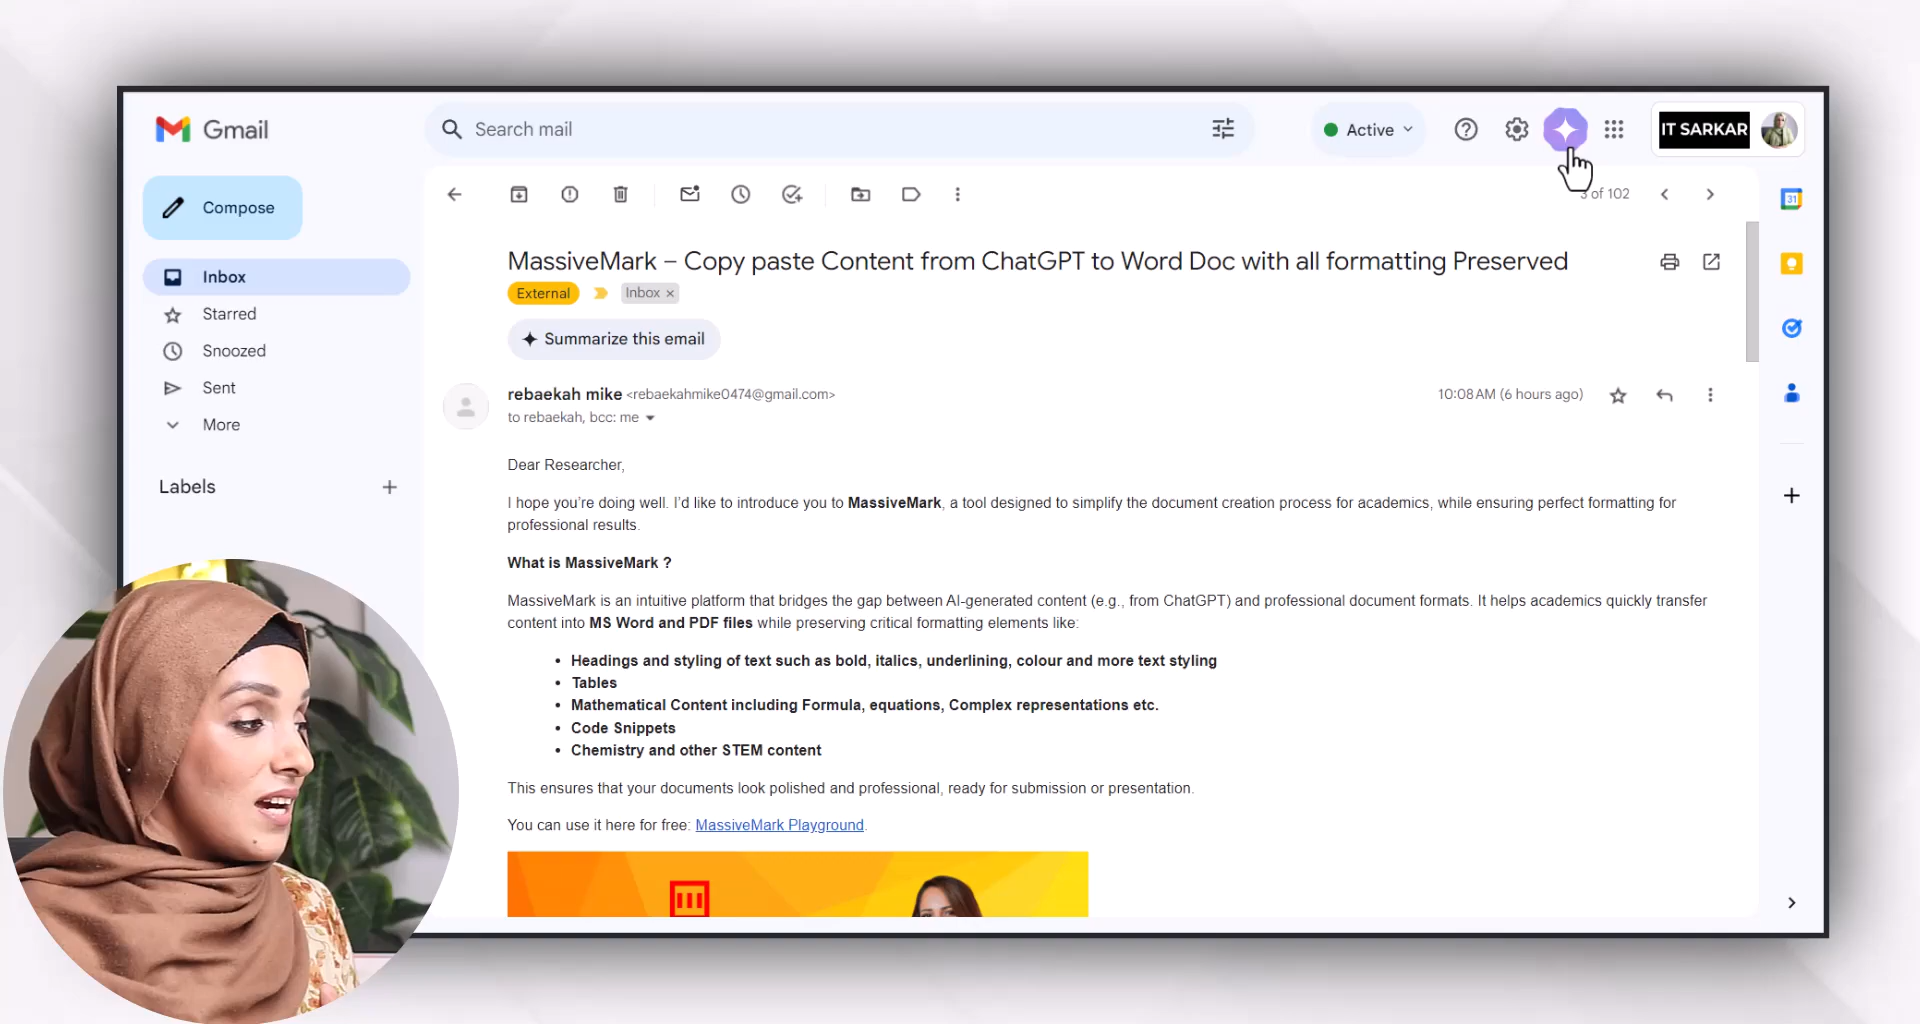 Gmail
Search mail
Active
IT SARKAR
Compose
3 of 102
31
MassiveMark – Copy paste Content from ChatGPT to Word Doc with all formatting Preserved
External
Inbox ×
Inbox
Starred
Snoozed
Sent
More
Labels
Summarize this email
rebaekah mike <rebaekahmike0474@gmail.com>
10:08 AM (6 hours ago)
to rebaekah, bcc: me
Dear Researcher,
I hope you’re doing well. I’d like to introduce you to MassiveMark, a tool designed to simplify the document creation process for academics, while ensuring perfect formatting for
professional results.
What is MassiveMark ?
MassiveMark is an intuitive platform that bridges the gap between AI-generated content (e.g., from ChatGPT) and professional document formats. It helps academics quickly transfer
content into MS Word and PDF files while preserving critical formatting elements like:
• Headings and styling of text such as bold, italics, underlining, colour and more text styling
• Tables
• Mathematical Content including Formula, equations, Complex representations etc.
• Code Snippets
• Chemistry and other STEM content
This ensures that your documents look polished and professional, ready for submission or presentation.
You can use it here for free: MassiveMark Playground.